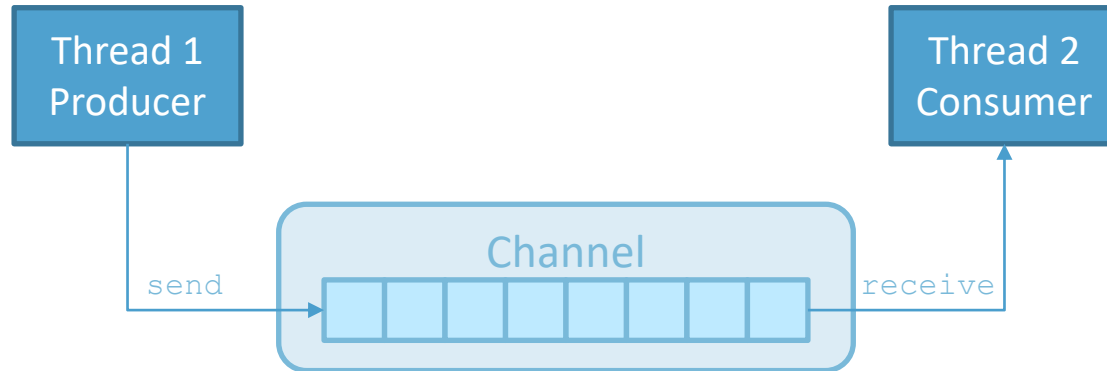 Thread 1
Producer
Thread 2
Consumer
Channel
send
receive